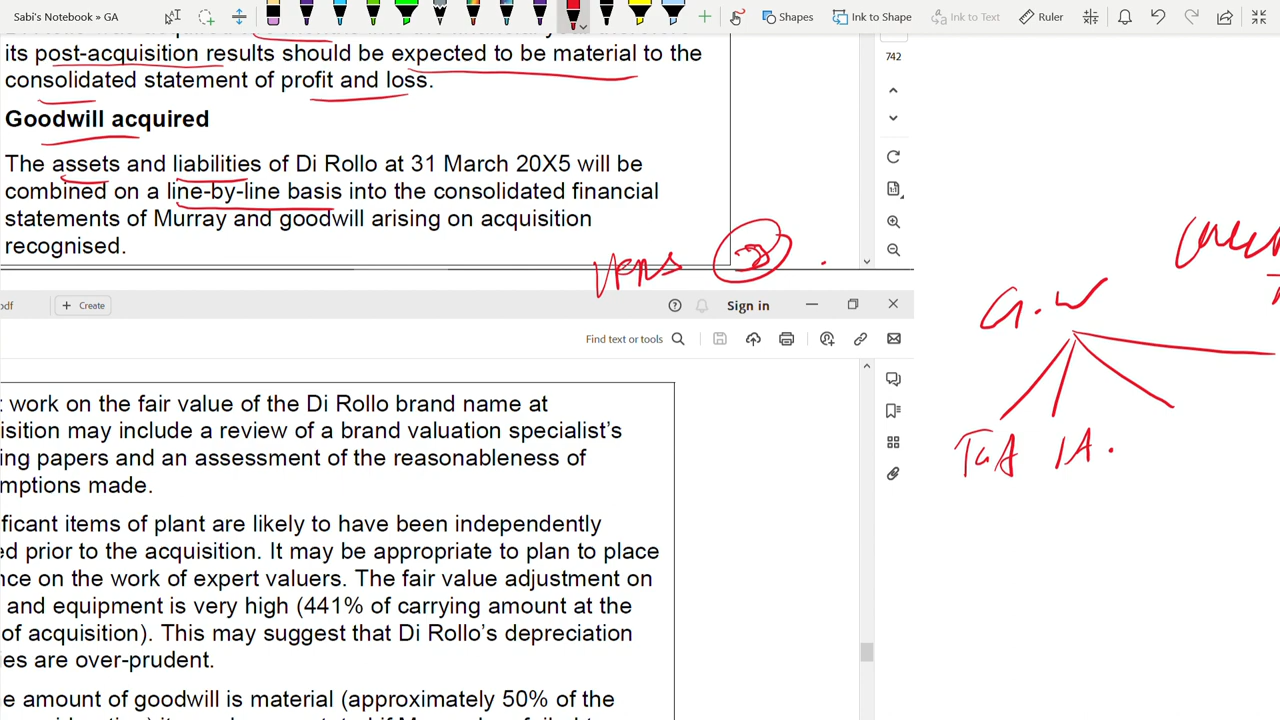 Sabi's Notebook » GA
Shapes
Ink to Shape
Ink to Text
Ruler
its post-acquisition results should be expected to be material to the
consolidated statement of profit and loss.
742
Goodwill acquired
The assets and liabilities of Di Rollo at 31 March 20X5 will be
combined on a line-by-line basis into the consolidated financial
statements of Murray and goodwill arising on acquisition
recognised.
G.W
pdf
Create
Sign in
Find text or tools
TGA IA.
t work on the fair value of the Di Rollo brand name at
isition may include a review of a brand valuation specialist's
ing papers and an assessment of the reasonableness of
mptions made.
ificant items of plant are likely to have been independently
ed prior to the acquisition. It may be appropriate to plan to place
nce on the work of expert valuers. The fair value adjustment on
and equipment is very high (441% of carrying amount at the
of acquisition). This may suggest that Di Rollo's depreciation
ies are over-prudent.
e amount of goodwill is material (approximately 50% of the